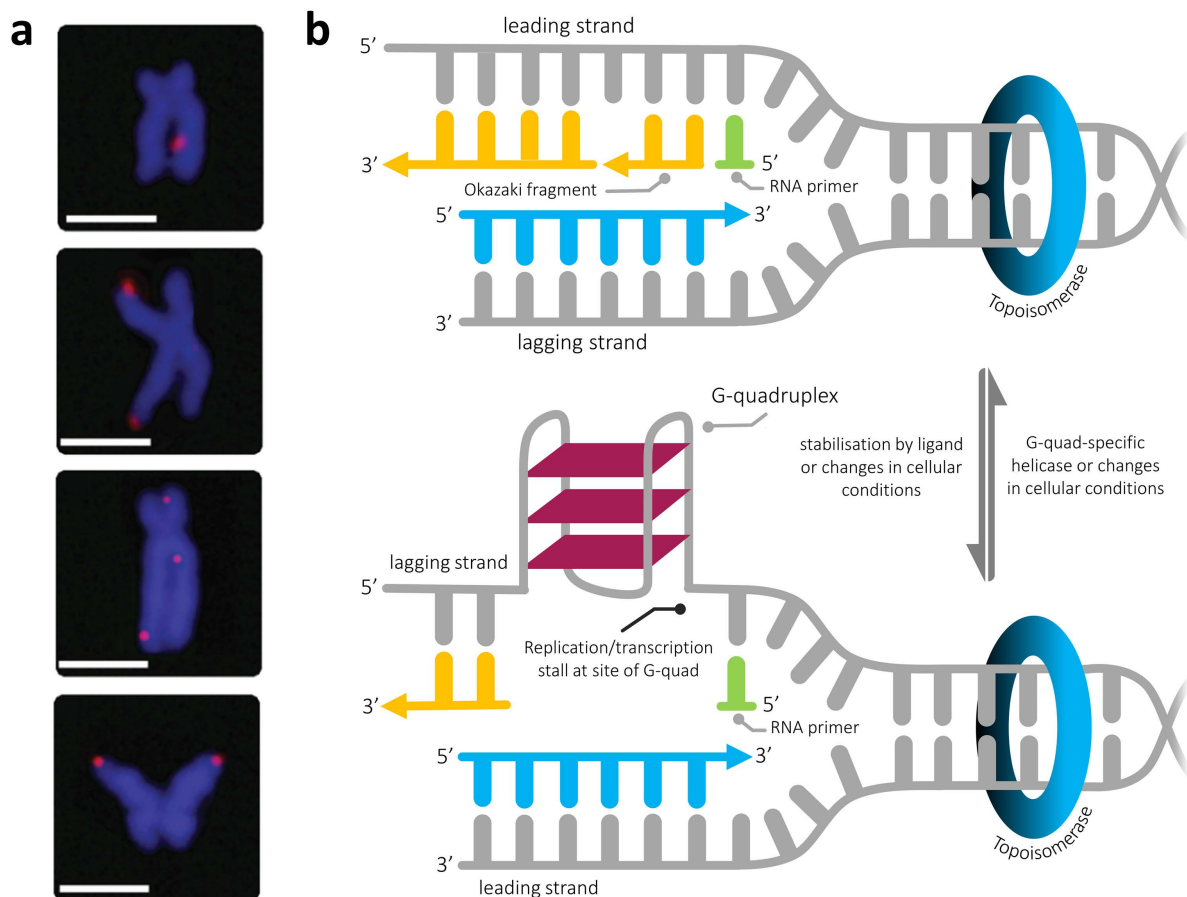 a
b
leading strand
5′
3′
5′
Okazaki fragment
RNA primer
5′
3′
3′
lagging strand
Topoisomerase
G-quadruplex
stabilisation by ligand
or changes in cellular
conditions
G-quad-specific
helicase or changes
in cellular conditions
lagging strand
5′
Replication/transcription
stall at site of G-quad
3′
5′
RNA primer
5′
3′
3′
leading strand
Topoisomerase